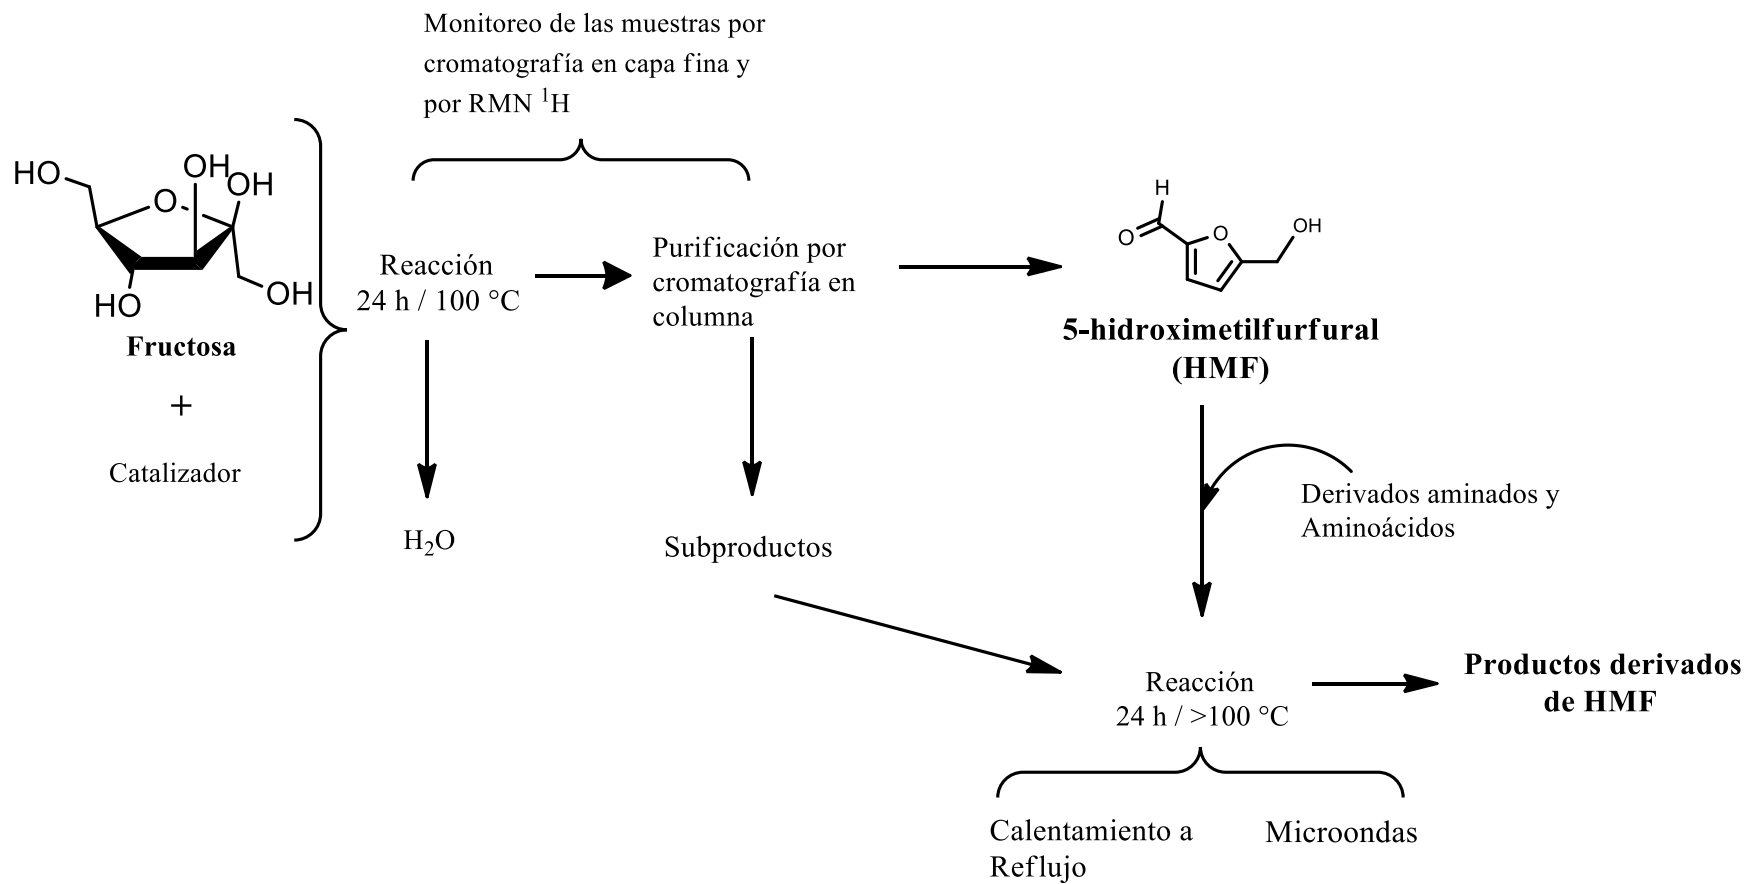 Monitoreo de las muestras por
cromatografía en capa fina y
por RMN ¹H
HO
OH
OH
O
HO
OH
Fructosa
+
Catalizador
Reacción
24 h / 100 °C
H₂O
Purificación por
cromatografía en
columna
Subproductos
H
O
O
OH
5-hidroximetilfurfural
(HMF)
Derivados aminados y
Aminoácidos
Reacción
24 h / >100 °C
Productos derivados
de HMF
Calentamiento a
Reflujo
Microondas